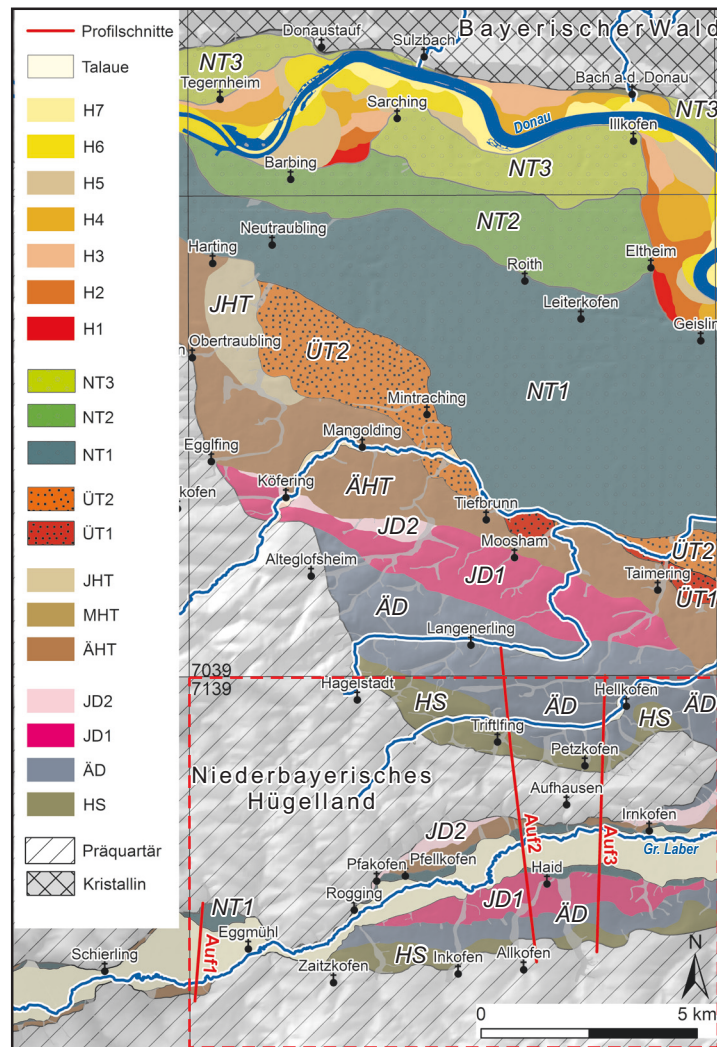 Profilschnitte
Talaue
H7
H6
H5
H4
H3
H2
H1
NT3
NT2
NT1
ÜT2
ÜT1
JHT
MHT
ÄHT
JD2
JD1
ÄD
HS
Präquartär
Kristallin
Donaustauf
Bayerischer Wald
Sulzbach
NT3
Tegernheim
Bach a.d. Donau
Sarching
NT3
Donau
Illkofen
Barbing
NT3
NT2
Neutraubling
Harting
Roith
Eltheim
JHT
Leiterkofen
Obertraubling
Geislin
ÜT2
NT1
Mintraching
Mangolding
Egglfing
Köfering
ÄHT
kofen
Tiefbrunn
JD2
Moosham
ÜT2
Alteglofsheim
JD1
Taimering
ÜT1
ÄD
Langenerling
7039
7139
Hagelstadt
HS
ÄD
Hellkofen
ÄD
Triftlfing
HS
Petzkofen
Niederbayerisches
Hügelland
Aufhausen
Irnkofen
JD2
Auf2
Auf3
Gr. Laber
Pfakofen
Pfellkofen
Haid
Rogging
JD1
NT1
ÄD
Auf1
Eggmühl
Schierling
HS
Zaitzkofen
Inkofen
Allkofen
N
0 5 km